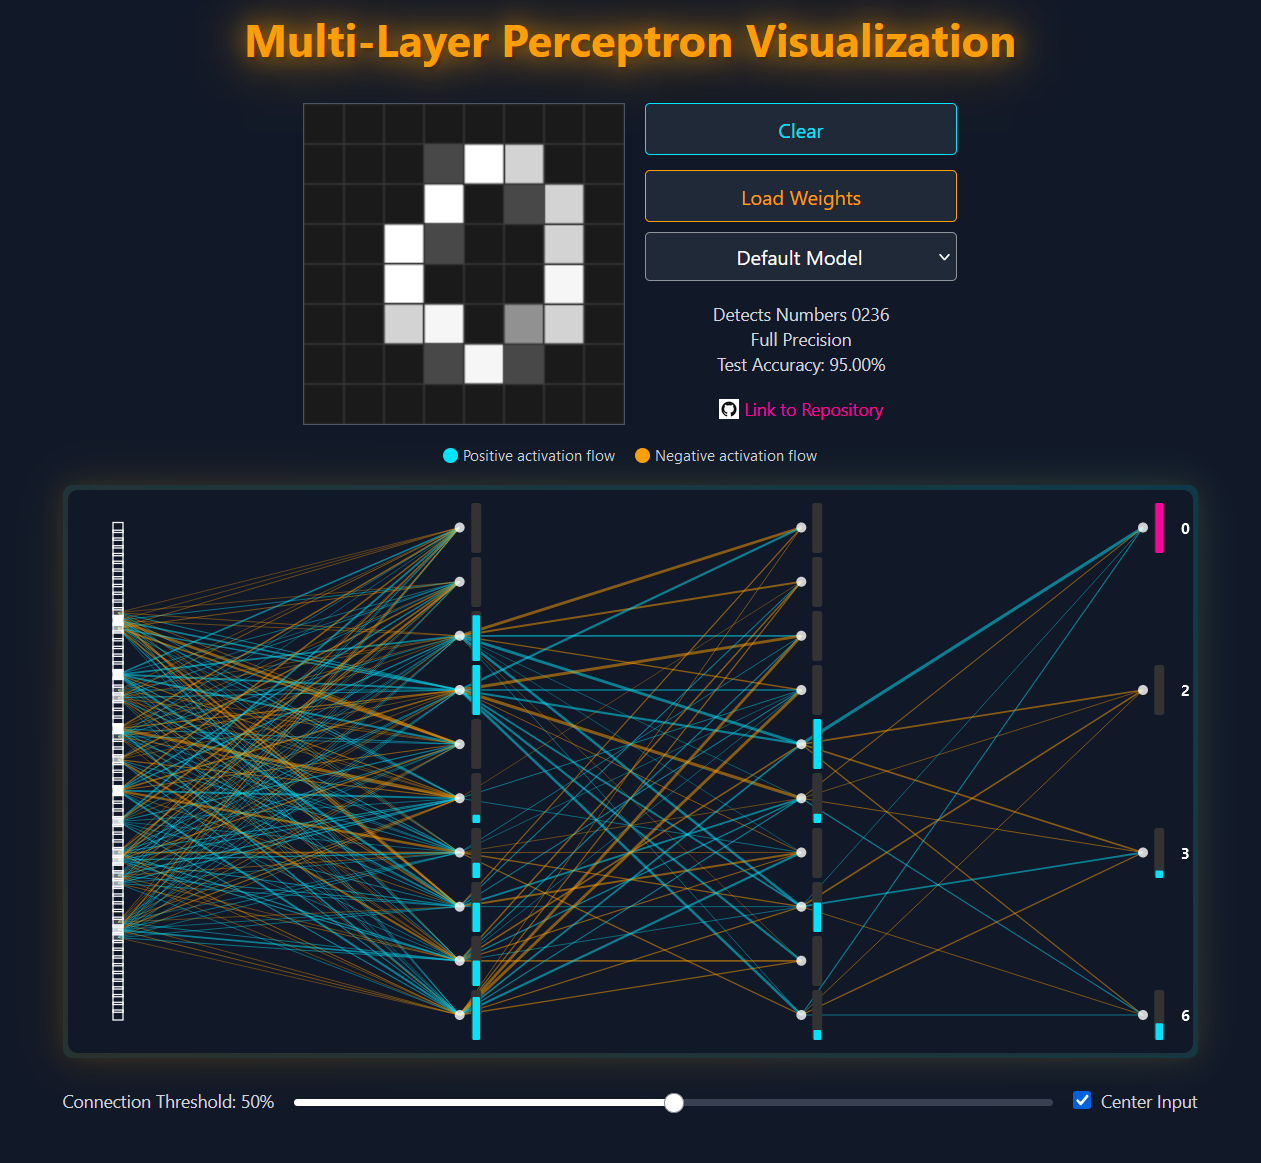 Multi-Layer Perceptron Visualization
Clear
Load Weights
Default Model
Detects Numbers 0236
Full Precision
Test Accuracy: 95.00%
Link to Repository
Positive activation flow
Negative activation flow
0
2
3
6
Connection Threshold: 50%
Center Input